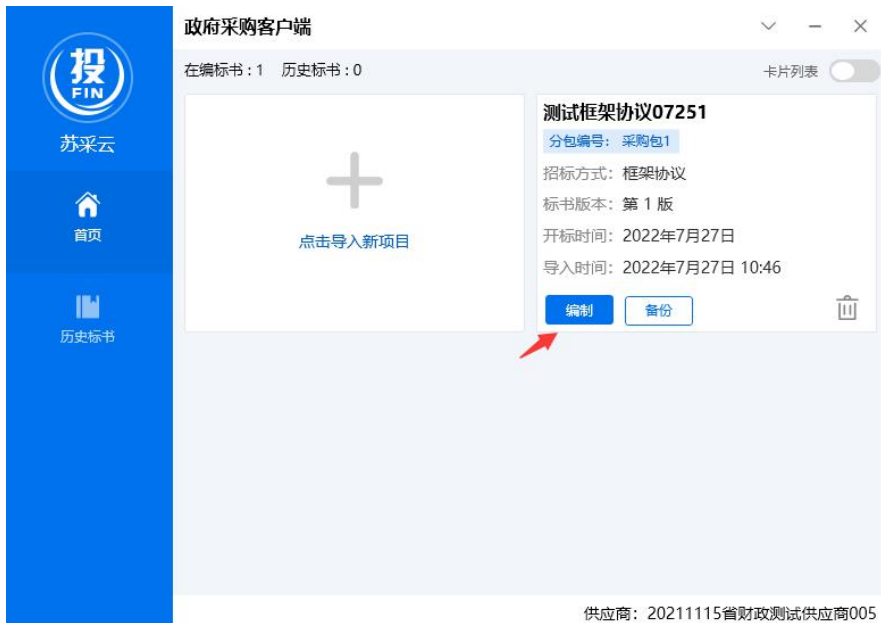 投
FIN
苏采云
首页
历史标书
政府采购客户端
在编标书：1 历史标书：0
卡片列表
点击导入新项目
测试框架协议07251
分包编号： 采购包1
招标方式： 框架协议
标书版本： 第 1 版
开标时间： 2022年7月27日
导入时间： 2022年7月27日 10:46
编制
备份
供应商： 20211115省财政测试供应商005